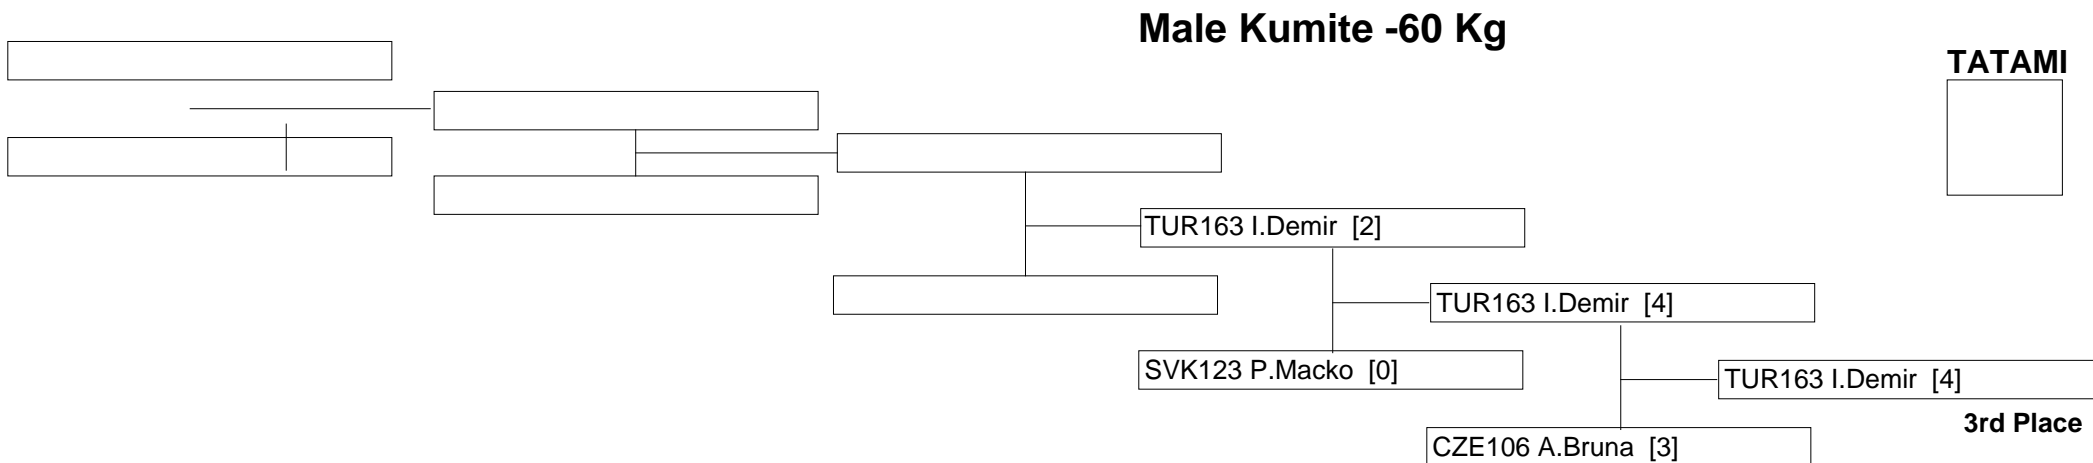 Male Kumite -60 Kg
TATAMI
TUR163 I.Demir [2]
TUR163 I.Demir [4]
SVK123 P.Macko [0]
TUR163 I.Demir [4]
3rd Place
CZE106 A.Bruna [3]